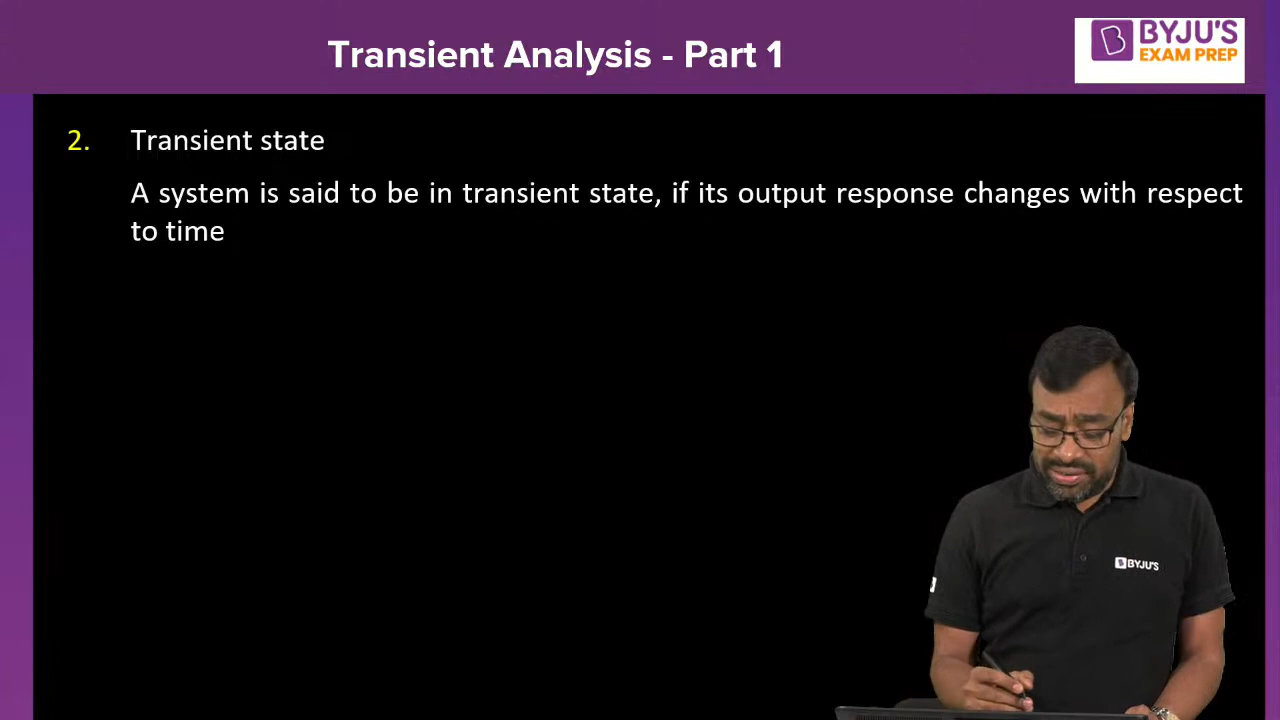 Transient Analysis - Part 1
BYJU'S
EXAM PREP
2. Transient state
A system is said to be in transient state, if its output response changes with respect
to time
BYJU'S